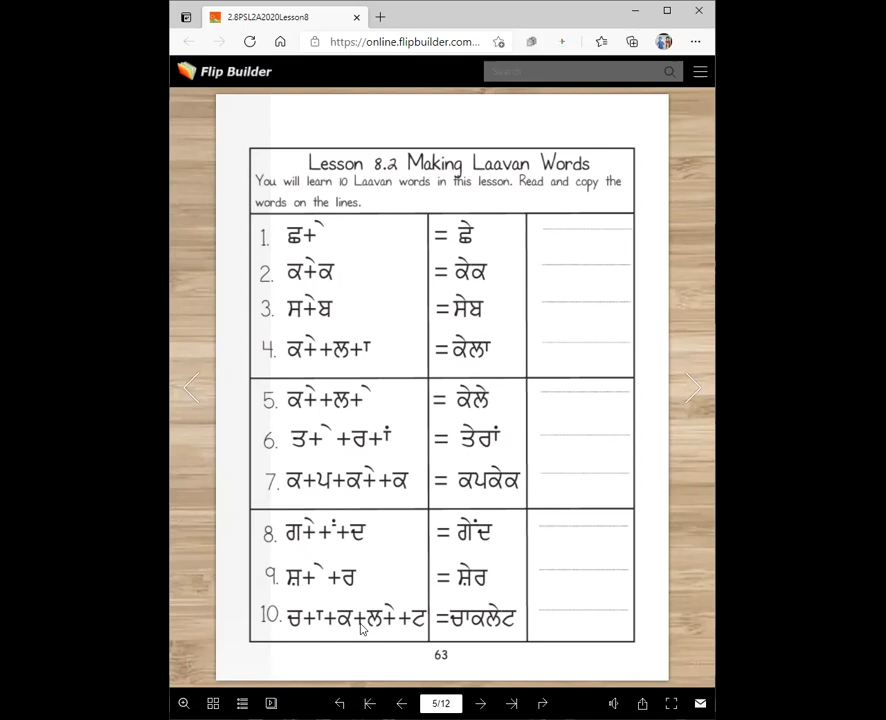 2.8PSL2A2020Lesson8
https://online.flipbuilder.com...
Flip Builder
Search
Lesson 8.2 Making Laavan Words
You will learn 10 Laavan words in this lesson. Read and copy the
words on the lines.
1. ਛ+ੇ = ਛੇ
2. ਕ+ੇਕ = ਕੇਕ
3. ਸ+ੇਬ =ਸੇਬ
4. ਕ+ੇ+ਲ+ਾ =ਕੇਲਾ
5. ਕ+ੇ+ਲ+ੇ = ਕੇਲੇ
6. ਤ+ੇ +ਰ+ਾਂ = ਤੇਰਾਂ
7. ਕ+ਪ+ਕ+ੇ+ਕ = ਕਪਕੇਕ
8. ਗ+ੇ+ਂ+ਦ = ਗੇਂਦ
9. ਸ਼+ੇ +ਰ = ਸ਼ੇਰ
10. ਚ+ਾ+ਕ+ਲ+ੇ+ਟ =ਚਾਕਲੇਟ
63
5/12